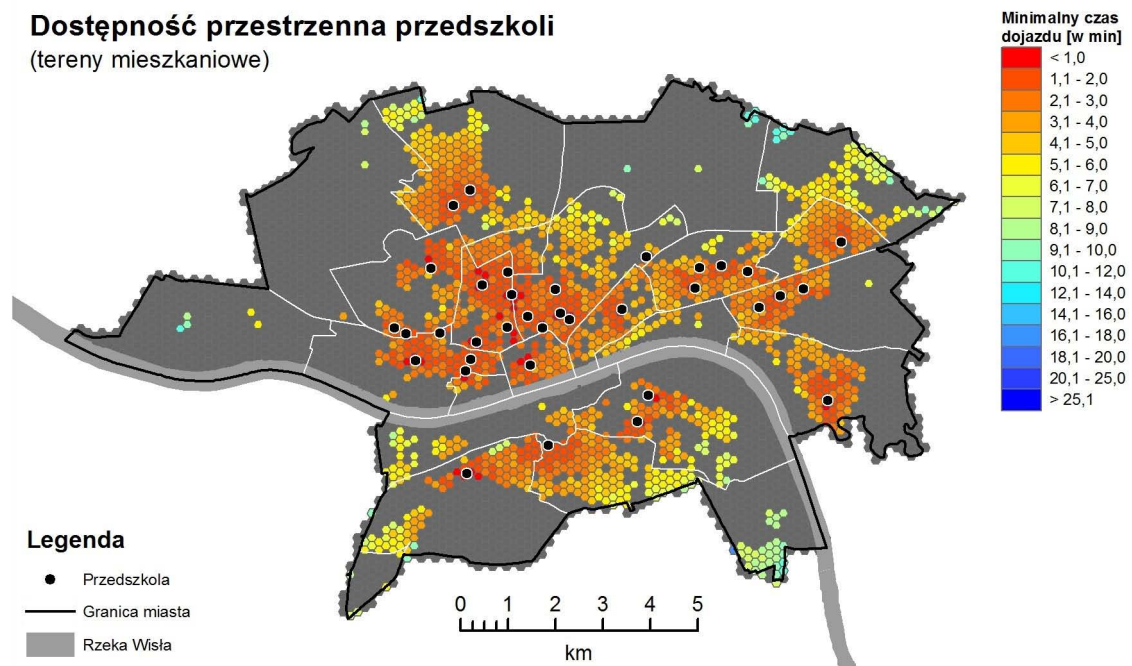 Dostępność przestrzenna przedszkoli
(tereny mieszkaniowe)
Minimalny czas
dojazdu [w min]
< 1,0
1,1 - 2,0
2,1 - 3,0
3,1 - 4,0
4,1 - 5,0
5,1 - 6,0
6,1 - 7,0
7,1 - 8,0
8,1 - 9,0
9,1 - 10,0
10,1 - 12,0
12,1 - 14,0
14,1 - 16,0
16,1 - 18,0
18,1 - 20,0
20,1 - 25,0
> 25,1
Legenda
Przedszkola
Granica miasta
Rzeka Wisła
0 1 2 3 4 5
km